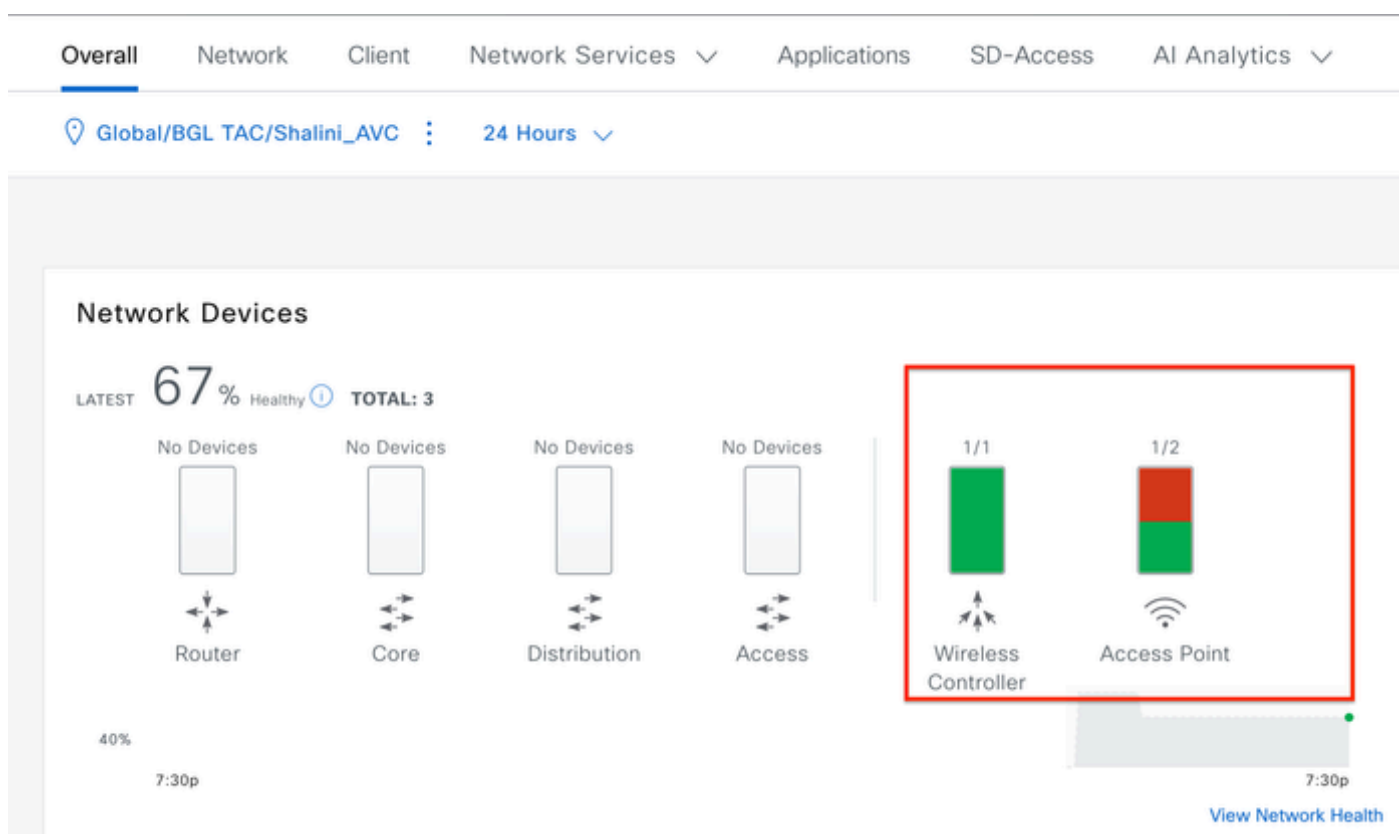 Overall Network Client Network Services Applications SD-Access AI Analytics
Global/BGL TAC/Shalini_AVC 24 Hours
Network Devices
LATEST 67% Healthy TOTAL: 3
No Devices No Devices No Devices No Devices 1/1 1/2
Router Core Distribution Access Wireless Controller Access Point
40%
7:30p 7:30p
View Network Health